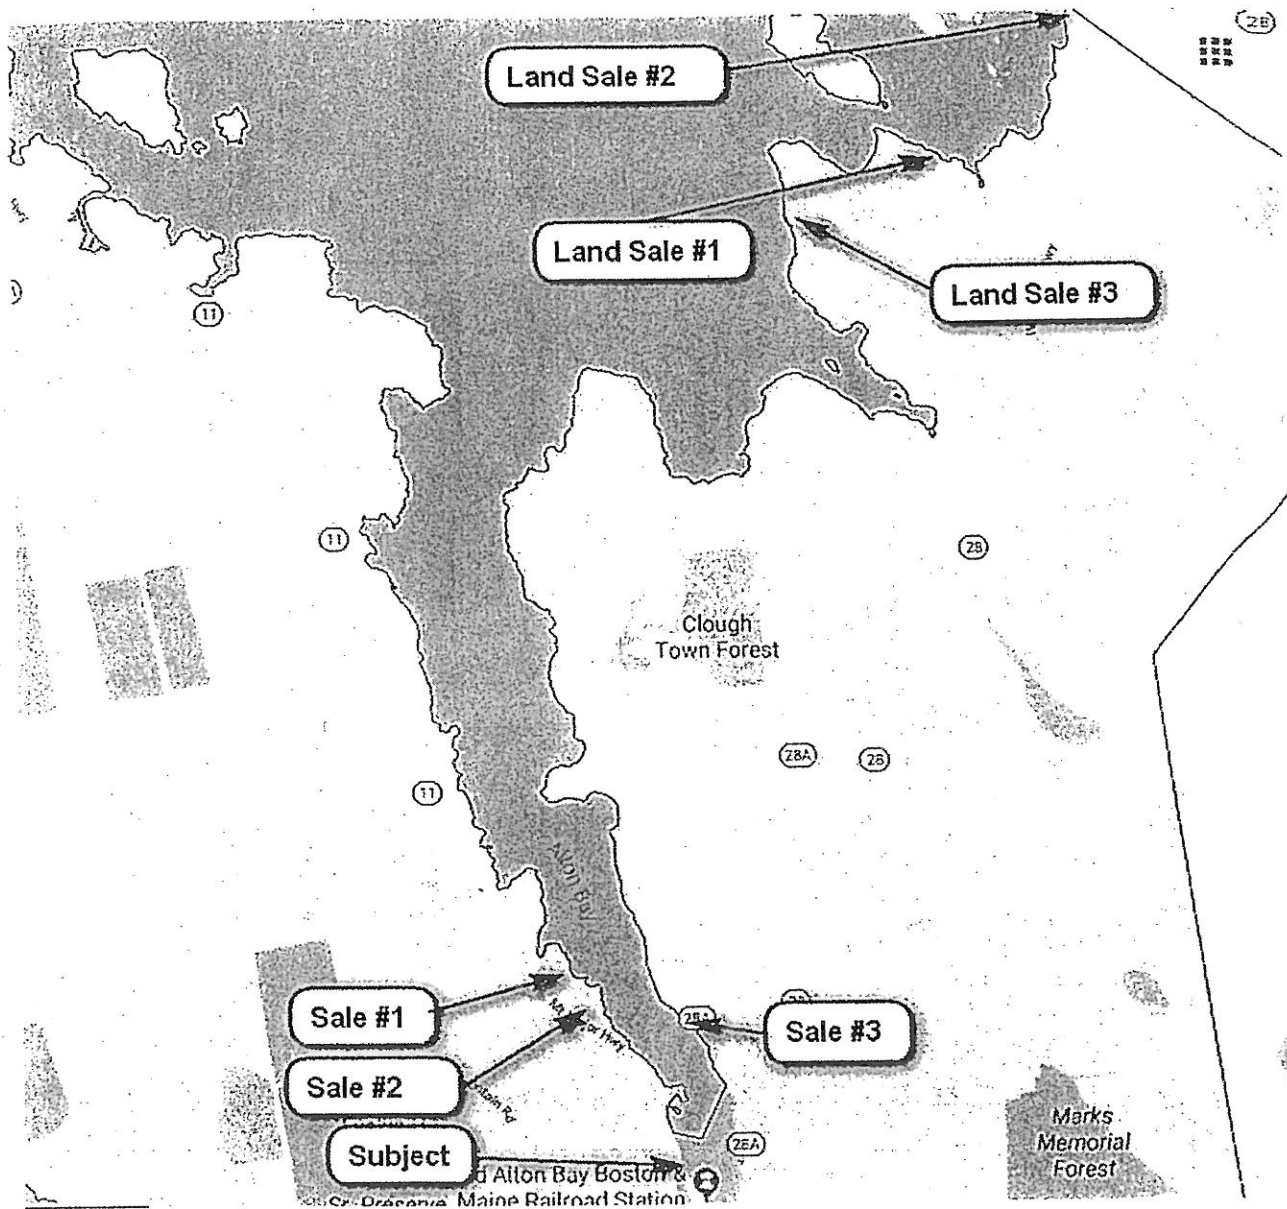 28
Land Sale #2
Land Sale #1
Land Sale #3
11
11
28
Clough
Town Forest
28A
28
11
Alton Bay
Sale #1
Sale #2
28A
Sale #3
Subject
28A
Marks
Memorial
Forest
Alton Bay Boston &
Maine Railroad Station